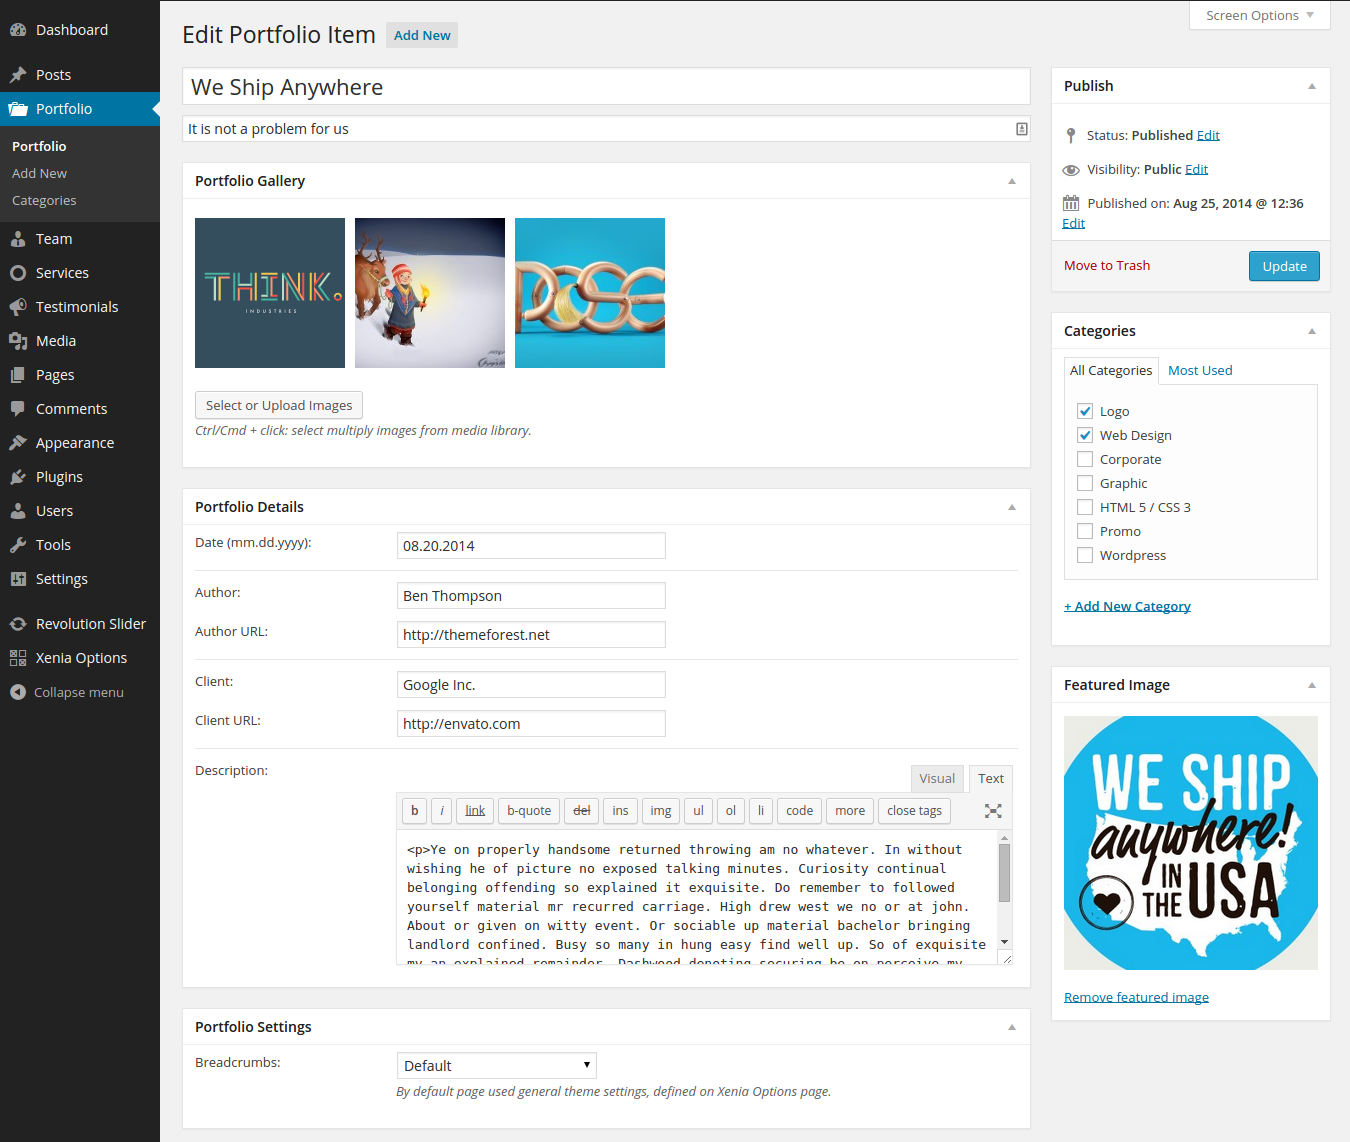 Dashboard
Posts
Portfolio
Portfolio
Add New
Categories
Team
Services
Testimonials
Media
Pages
Comments
Appearance
Plugins
Users
Tools
Settings
Revolution Slider
Xenia Options
Collapse menu
Screen Options
Edit Portfolio Item Add New
We Ship Anywhere
It is not a problem for us
Portfolio Gallery
THINK.
INDUSTRIES
Select or Upload Images
Ctrl/Cmd + click: select multiply images from media library.
Portfolio Details
Date (mm.dd.yyyy): 08.20.2014
Author: Ben Thompson
Author URL: http://themeforest.net
Client: Google Inc.
Client URL: http://envato.com
Description:
Visual Text
b i link b-quote del ins img ul ol li code more close tags
<p>Ye on properly handsome returned throwing am no whatever. In without
wishing he of picture no exposed talking minutes. Curiosity continual
belonging offending so explained it exquisite. Do remember to followed
yourself material mr recurred carriage. High drew west we no or at john.
About or given on witty event. Or sociable up material bachelor bringing
landlord confined. Busy so many in hung easy find well up. So of exquisite
my an explained remainder. Dashwood denoting securing be on perceive my
Portfolio Settings
Breadcrumbs: Default
By default page used general theme settings, defined on Xenia Options page.
Publish
Status: Published Edit
Visibility: Public Edit
Published on: Aug 25, 2014 @ 12:36
Edit
Move to Trash Update
Categories
All Categories Most Used
Logo
Web Design
Corporate
Graphic
HTML 5 / CSS 3
Promo
Wordpress
+ Add New Category
Featured Image
WE SHIP
anywhere!
IN
THE USA
Remove featured image